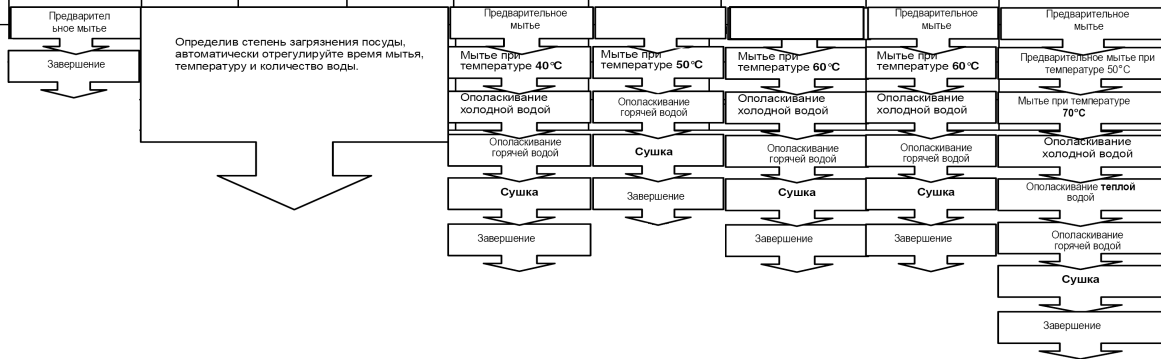 Предварител
ьное мытье
Завершение
Определив степень загрязнения посуды,
автоматически отрегулируйте время мытья,
температуру и количество воды.
Предварительное
мытье
Мытье при
температуре 40°C
Ополаскивание
холодной водой
Ополаскивание
горячей водой
Сушка
Завершение
Мытье при
температуре 50°C
Ополаскивание
горячей водой
Сушка
Завершение
Мытье при
температуре 60°C
Ополаскивание
холодной водой
Ополаскивание
горячей водой
Сушка
Завершение
Предварительное
мытье
Мытье при
температуре 60°C
Ополаскивание
холодной водой
Ополаскивание
горячей водой
Сушка
Завершение
Предварительное
мытье
Предварительное мытье при
температуре 50°C
Мытье при температуре
70°C
Ополаскивание
холодной водой
Ополаскивание теплой
водой
Ополаскивание
горячей водой
Сушка
Завершение